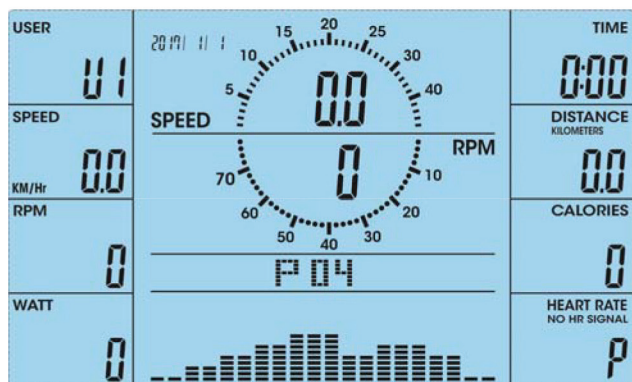 USER
U1
SPEED
KM/Hr 0.0
RPM
0
WATT
0
2017/ 1/ 1
5 10 15 20 25 30 40
0.0
SPEED
RPM
0
70 60 50 40 30 20 10
P04
TIME
0:00
DISTANCE
KILOMETERS
0.0
CALORIES
0
HEART RATE
NO HR SIGNAL
P